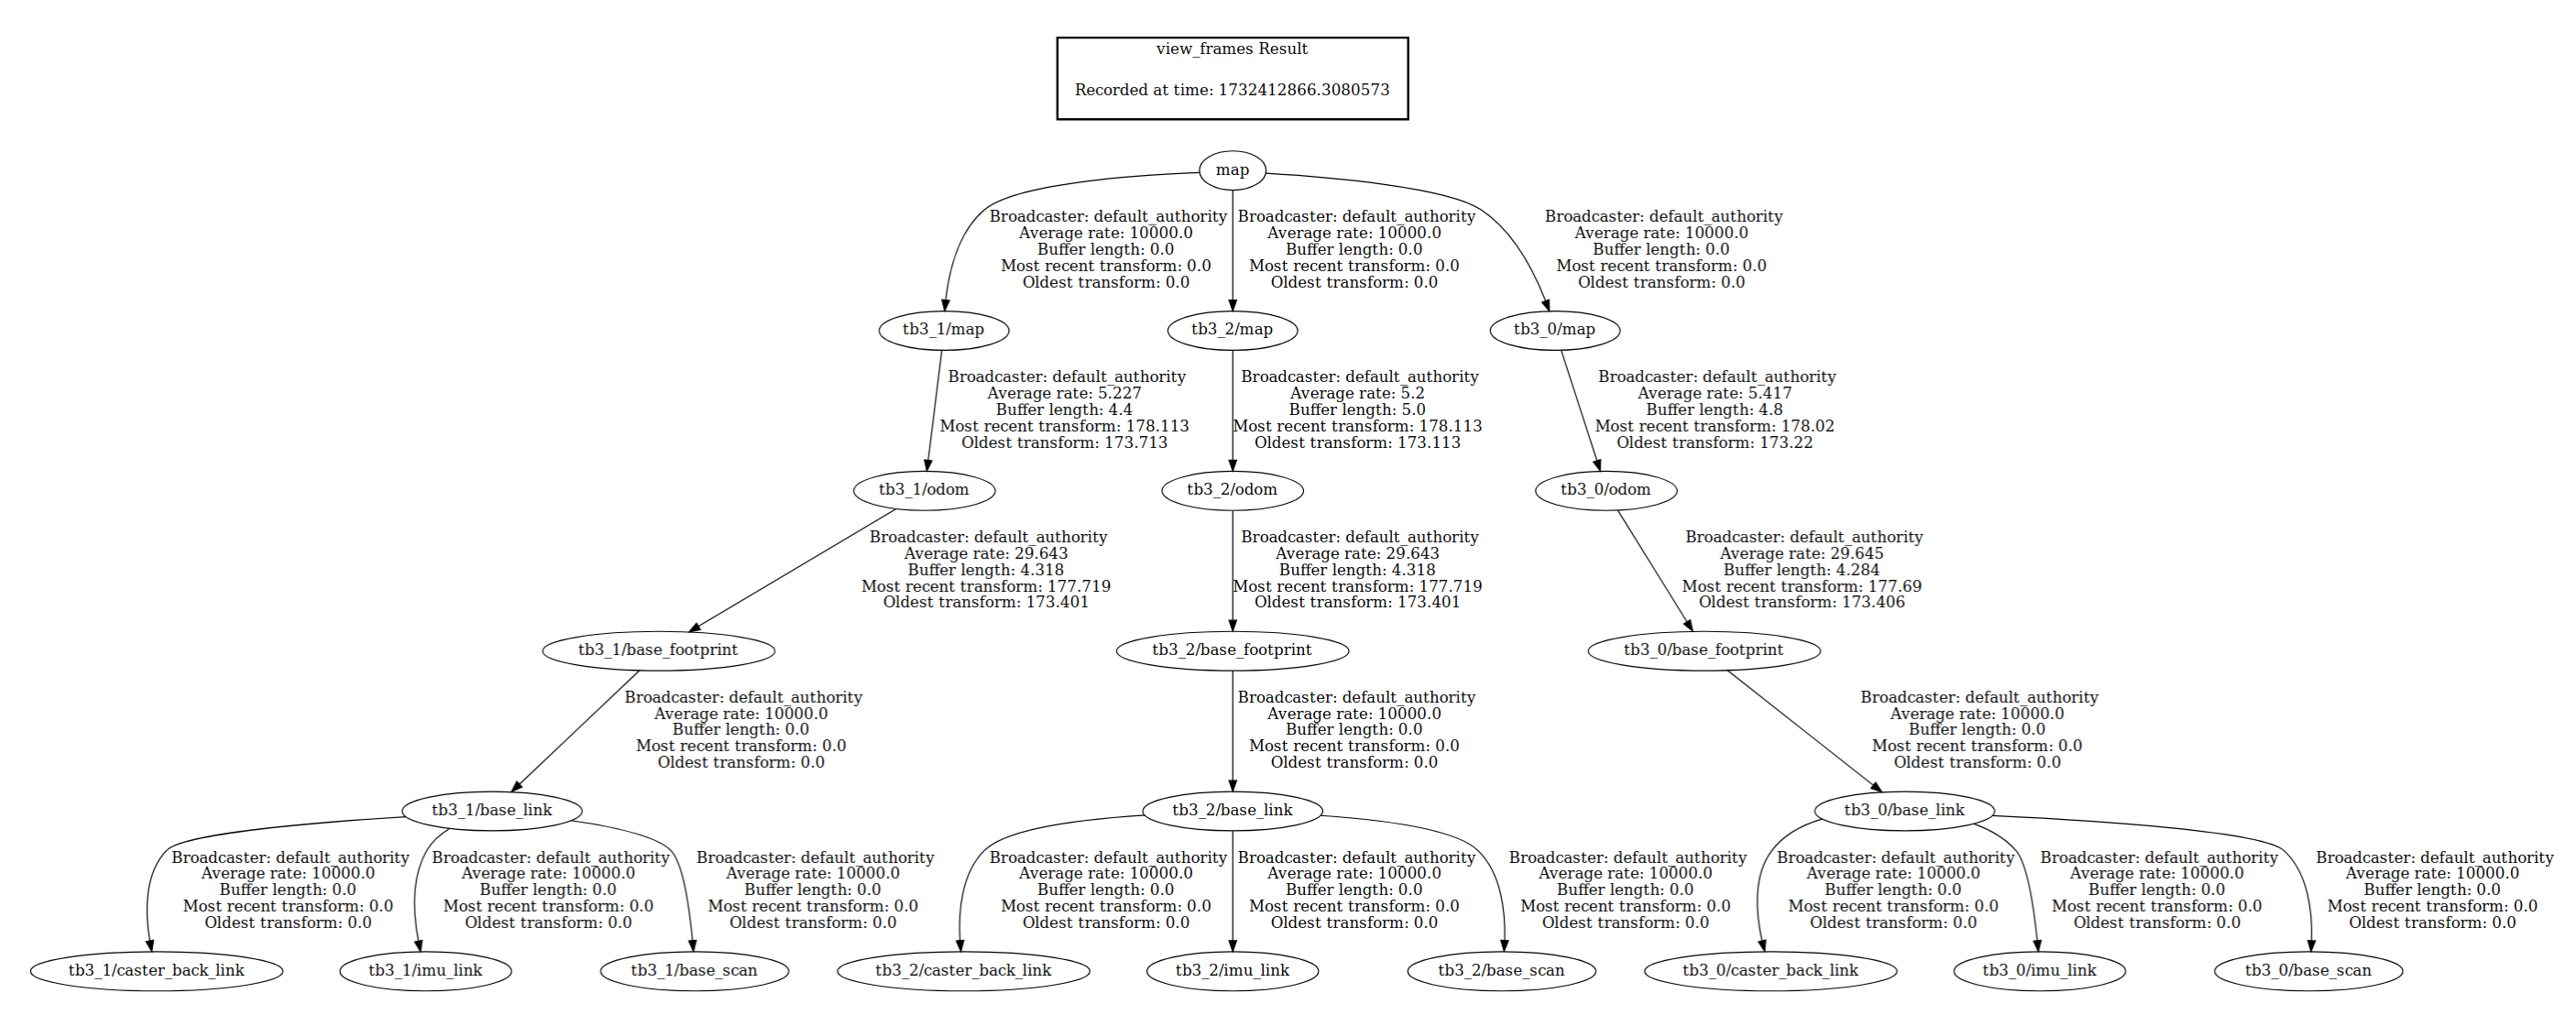 view_frames Result
Recorded at time: 1732412866.3080573
map
Broadcaster: default_authority
Average rate: 10000.0
Buffer length: 0.0
Most recent transform: 0.0
Oldest transform: 0.0
Broadcaster: default_authority
Average rate: 10000.0
Buffer length: 0.0
Most recent transform: 0.0
Oldest transform: 0.0
Broadcaster: default_authority
Average rate: 10000.0
Buffer length: 0.0
Most recent transform: 0.0
Oldest transform: 0.0
tb3_1/map
tb3_2/map
tb3_0/map
Broadcaster: default_authority
Average rate: 5.227
Buffer length: 4.4
Most recent transform: 178.113
Oldest transform: 173.713
Broadcaster: default_authority
Average rate: 5.2
Buffer length: 5.0
Most recent transform: 178.113
Oldest transform: 173.113
Broadcaster: default_authority
Average rate: 5.417
Buffer length: 4.8
Most recent transform: 178.02
Oldest transform: 173.22
tb3_1/odom
tb3_2/odom
tb3_0/odom
Broadcaster: default_authority
Average rate: 29.643
Buffer length: 4.318
Most recent transform: 177.719
Oldest transform: 173.401
Broadcaster: default_authority
Average rate: 29.643
Buffer length: 4.318
Most recent transform: 177.719
Oldest transform: 173.401
Broadcaster: default_authority
Average rate: 29.645
Buffer length: 4.284
Most recent transform: 177.69
Oldest transform: 173.406
tb3_1/base_footprint
tb3_2/base_footprint
tb3_0/base_footprint
Broadcaster: default_authority
Average rate: 10000.0
Buffer length: 0.0
Most recent transform: 0.0
Oldest transform: 0.0
Broadcaster: default_authority
Average rate: 10000.0
Buffer length: 0.0
Most recent transform: 0.0
Oldest transform: 0.0
Broadcaster: default_authority
Average rate: 10000.0
Buffer length: 0.0
Most recent transform: 0.0
Oldest transform: 0.0
tb3_1/base_link
tb3_2/base_link
tb3_0/base_link
Broadcaster: default_authority
Average rate: 10000.0
Buffer length: 0.0
Most recent transform: 0.0
Oldest transform: 0.0
Broadcaster: default_authority
Average rate: 10000.0
Buffer length: 0.0
Most recent transform: 0.0
Oldest transform: 0.0
Broadcaster: default_authority
Average rate: 10000.0
Buffer length: 0.0
Most recent transform: 0.0
Oldest transform: 0.0
Broadcaster: default_authority
Average rate: 10000.0
Buffer length: 0.0
Most recent transform: 0.0
Oldest transform: 0.0
Broadcaster: default_authority
Average rate: 10000.0
Buffer length: 0.0
Most recent transform: 0.0
Oldest transform: 0.0
Broadcaster: default_authority
Average rate: 10000.0
Buffer length: 0.0
Most recent transform: 0.0
Oldest transform: 0.0
Broadcaster: default_authority
Average rate: 10000.0
Buffer length: 0.0
Most recent transform: 0.0
Oldest transform: 0.0
Broadcaster: default_authority
Average rate: 10000.0
Buffer length: 0.0
Most recent transform: 0.0
Oldest transform: 0.0
Broadcaster: default_authority
Average rate: 10000.0
Buffer length: 0.0
Most recent transform: 0.0
Oldest transform: 0.0
tb3_1/caster_back_link
tb3_1/imu_link
tb3_1/base_scan
tb3_2/caster_back_link
tb3_2/imu_link
tb3_2/base_scan
tb3_0/caster_back_link
tb3_0/imu_link
tb3_0/base_scan